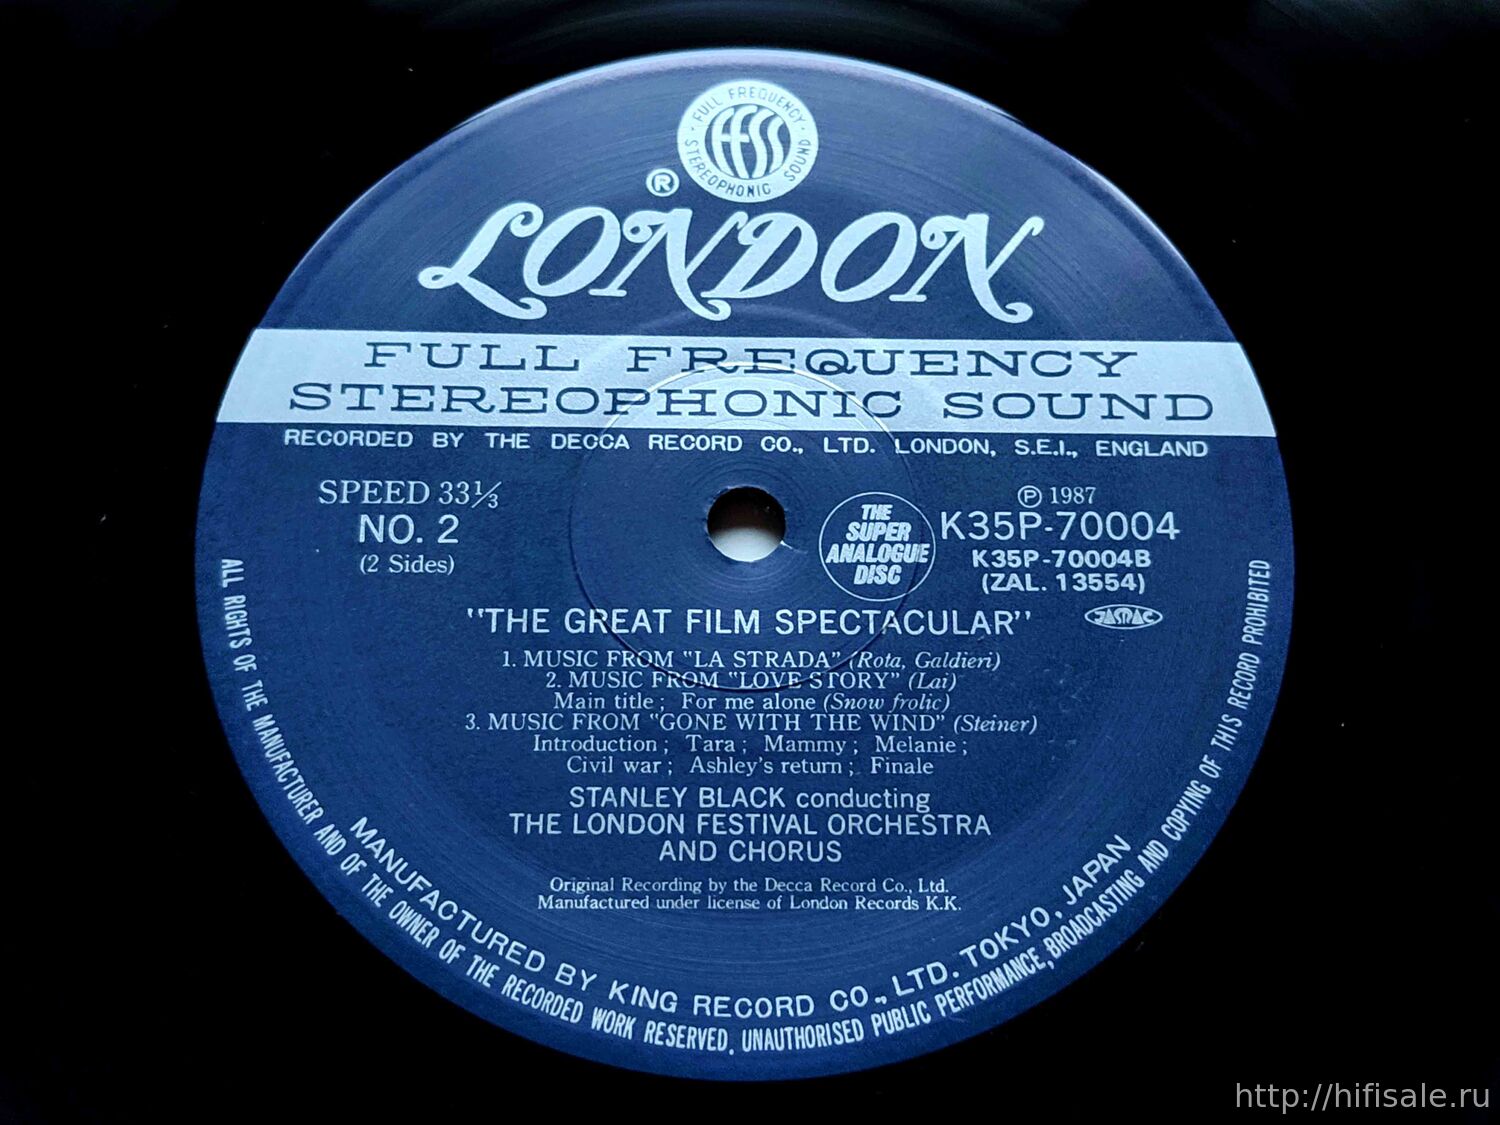 FULL FREQUENCY
FFSS
STEREOPHONIC SOUND
®
LONDON
FULL FREQUENCY
STEREOPHONIC SOUND
RECORDED BY THE DECCA RECORD CO., LTD. LONDON, S.E.I., ENGLAND
SPEED 33⅓
NO. 2
(2 Sides)
THE
SUPER
ANALOGUE
DISC
℗ 1987
K35P-70004
K35P-70004B
(ZAL. 13554)
JASRAC
"THE GREAT FILM SPECTACULAR"
1. MUSIC FROM "LA STRADA" (Rota, Galdieri)
2. MUSIC FROM "LOVE STORY" (Lai)
Main title ; For me alone (Snow frolic)
3. MUSIC FROM "GONE WITH THE WIND" (Steiner)
Introduction ; Tara ; Mammy ; Melanie ;
Civil war ; Ashley's return ; Finale
STANLEY BLACK conducting
THE LONDON FESTIVAL ORCHESTRA
AND CHORUS
Original Recording by the Decca Record Co., Ltd.
Manufactured under license of London Records K.K.
MANUFACTURED BY KING RECORD CO., LTD. TOKYO, JAPAN
ALL RIGHTS OF THE MANUFACTURER AND OF THE OWNER OF THE RECORDED WORK RESERVED. UNAUTHORISED PUBLIC PERFORMANCE, BROADCASTING AND COPYING OF THIS RECORD PROHIBITED
http://hifisale.ru